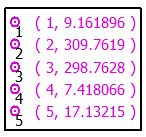 1 ( 1, 9.161896 )
2 ( 2, 309.7619 )
3 ( 3, 298.7628 )
4 ( 4, 7.418066 )
5 ( 5, 17.13215 )